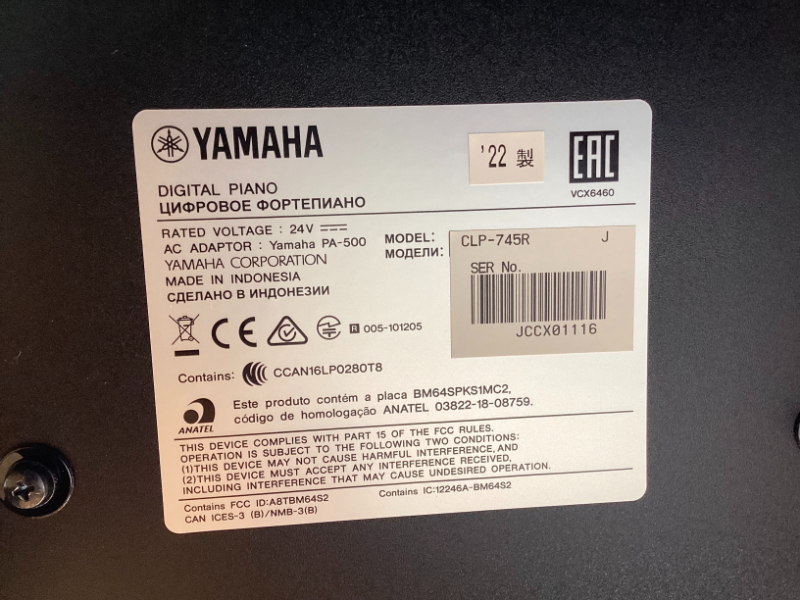 YAMAHA
'22 製
EAC
VCX6460
DIGITAL PIANO
ЦИФРОВОЕ ФОРТЕПИАНО
RATED VOLTAGE : 24V
AC ADAPTOR : Yamaha PA-500
YAMAHA CORPORATION
MADE IN INDONESIA
СДЕЛАНО В ИНДОНЕЗИИ
MODEL:
МОДЕЛИ:
CLP-745R J
SER No.
JCCX01116
CE
R 005-101205
Contains: CCAN16LP0280T8
ANATEL
Este produto contém a placa BM64SPKS1MC2,
código de homologação ANATEL 03822-18-08759.
THIS DEVICE COMPLIES WITH PART 15 OF THE FCC RULES.
OPERATION IS SUBJECT TO THE FOLLOWING TWO CONDITIONS:
(1)THIS DEVICE MAY NOT CAUSE HARMFUL INTERFERENCE, AND
(2)THIS DEVICE MUST ACCEPT ANY INTERFERENCE RECEIVED,
INCLUDING INTERFERENCE THAT MAY CAUSE UNDESIRED OPERATION.
Contains FCC ID:A8TBM64S2 Contains IC:12246A-BM64S2
CAN ICES-3 (B)/NMB-3(B)